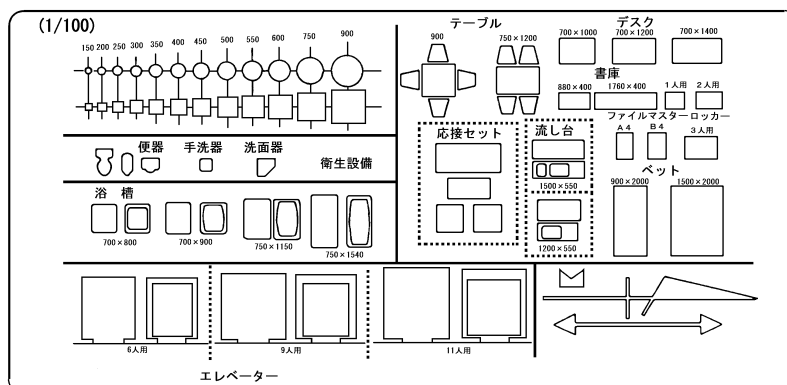 (1/100)
150 200 250 300 350 400 450 500 550 600 750 900
便器 手洗器 洗面器 衛生設備
浴槽
700×800 700×900 750×1150 750×1540
テーブル
900 750×1200
デスク
700×1000 700×1200 700×1400
書庫
880×400 1760×400 1人用 2人用
ファイルマスターロッカー
A4 B4 3人用
応接セット
流し台
1500×550
1200×550
ベット
900×2000 1500×2000
6人用 9人用 11人用
エレベーター